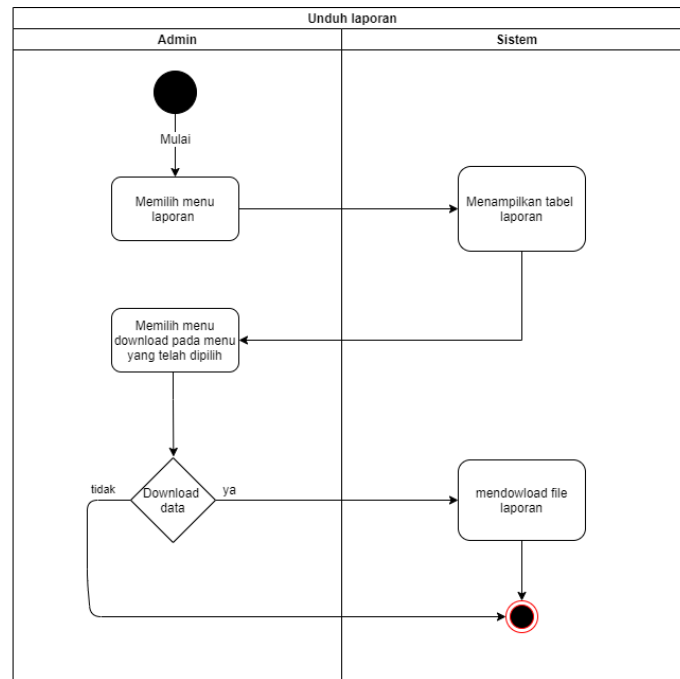 Unduh laporan
Admin
Sistem
Mulai
Memilih menu
laporan
Menampilkan tabel
laporan
Memilih menu
download pada menu
yang telah dipilih
tidak
Download
data
ya
mendowload file
laporan